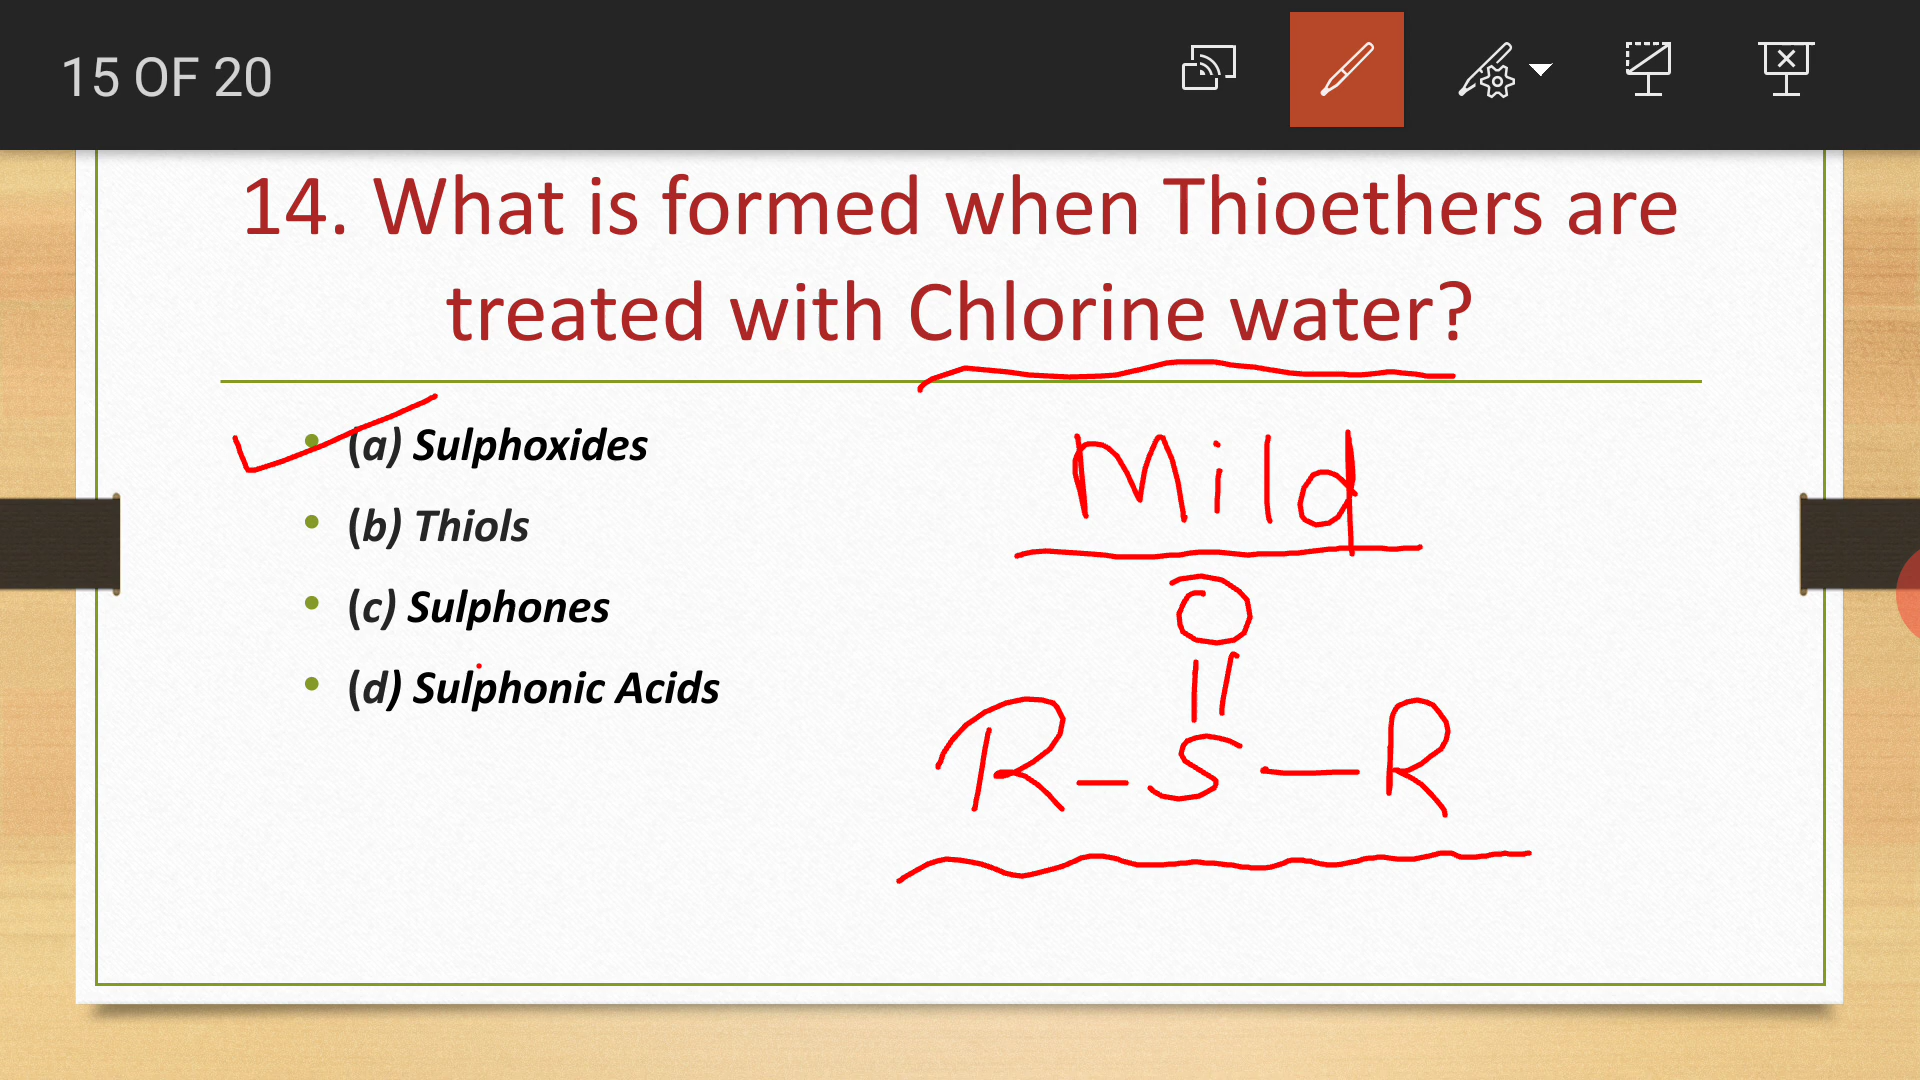 15 OF 20
14. What is formed when Thioethers are
treated with Chlorine water?
(a) Sulphoxides
(b) Thiols
(c) Sulphones
(d) Sulphonic Acids
Mild
O
R - S - R